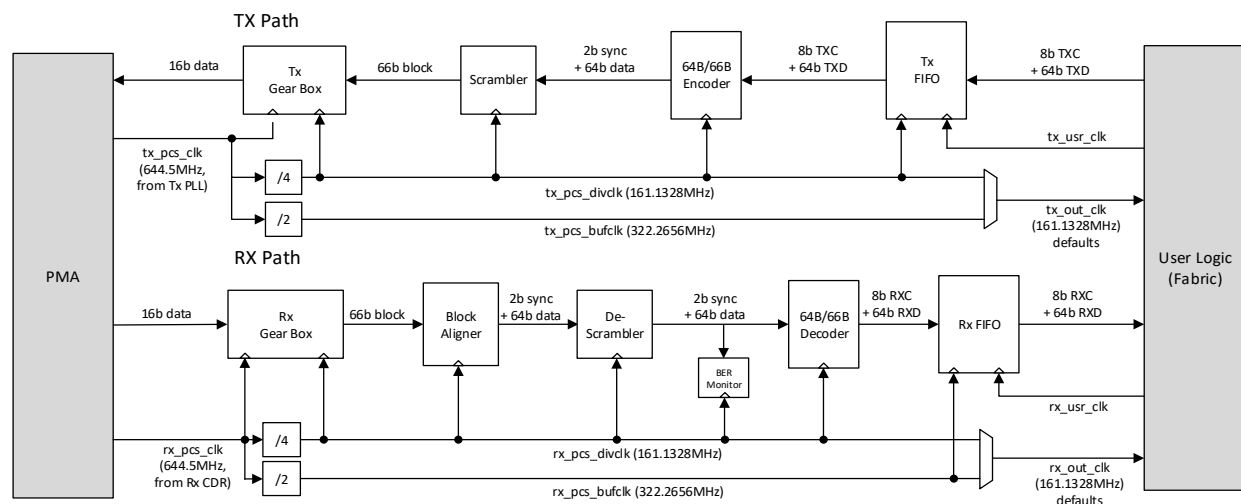 TX Path
PMA
16b data
Tx
Gear Box
66b block
Scrambler
2b sync
+ 64b data
64B/66B
Encoder
8b TXC
+ 64b TXD
Tx
FIFO
8b TXC
+ 64b TXD
User Logic
(Fabric)
tx_pcs_clk
(644.5MHz,
from Tx PLL)
/4
/2
tx_pcs_divclk (161.1328MHz)
tx_pcs_bufclk (322.2656MHz)
tx_usr_clk
tx_out_clk
(161.1328MHz)
defaults
RX Path
16b data
Rx
Gear Box
66b block
Block
Aligner
2b sync
+ 64b data
De-
Scrambler
2b sync
+ 64b data
BER
Monitor
64B/66B
Decoder
8b RXC
+ 64b RXD
Rx FIFO
8b RXC
+ 64b RXD
rx_usr_clk
rx_pcs_clk
(644.5MHz,
from Rx CDR)
/4
/2
rx_pcs_divclk (161.1328MHz)
rx_pcs_bufclk (322.2656MHz)
rx_out_clk
(161.1328MHz)
defaults